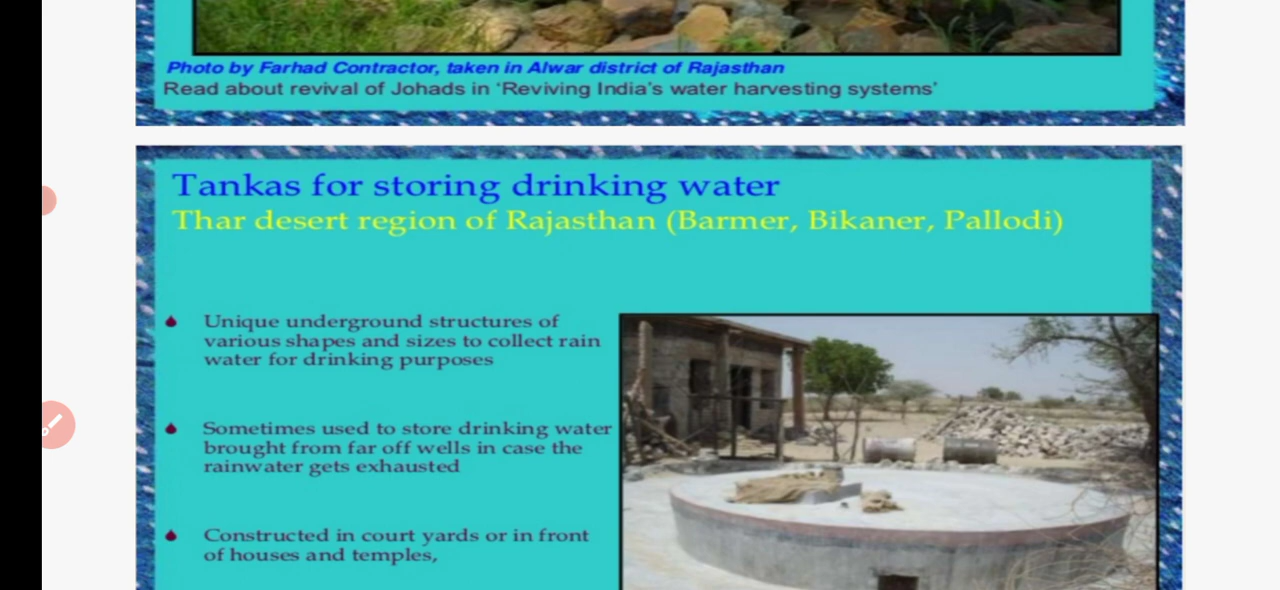 Photo by Farhad Contractor, taken in Alwar district of Rajasthan
Read about revival of Johads in ‘Reviving India’s water harvesting systems’
Tankas for storing drinking water
Thar desert region of Rajasthan (Barmer, Bikaner, Pallodi)
Unique underground structures of
various shapes and sizes to collect rain
water for drinking purposes
Sometimes used to store drinking water
brought from far off wells in case the
rainwater gets exhausted
Constructed in court yards or in front
of houses and temples,